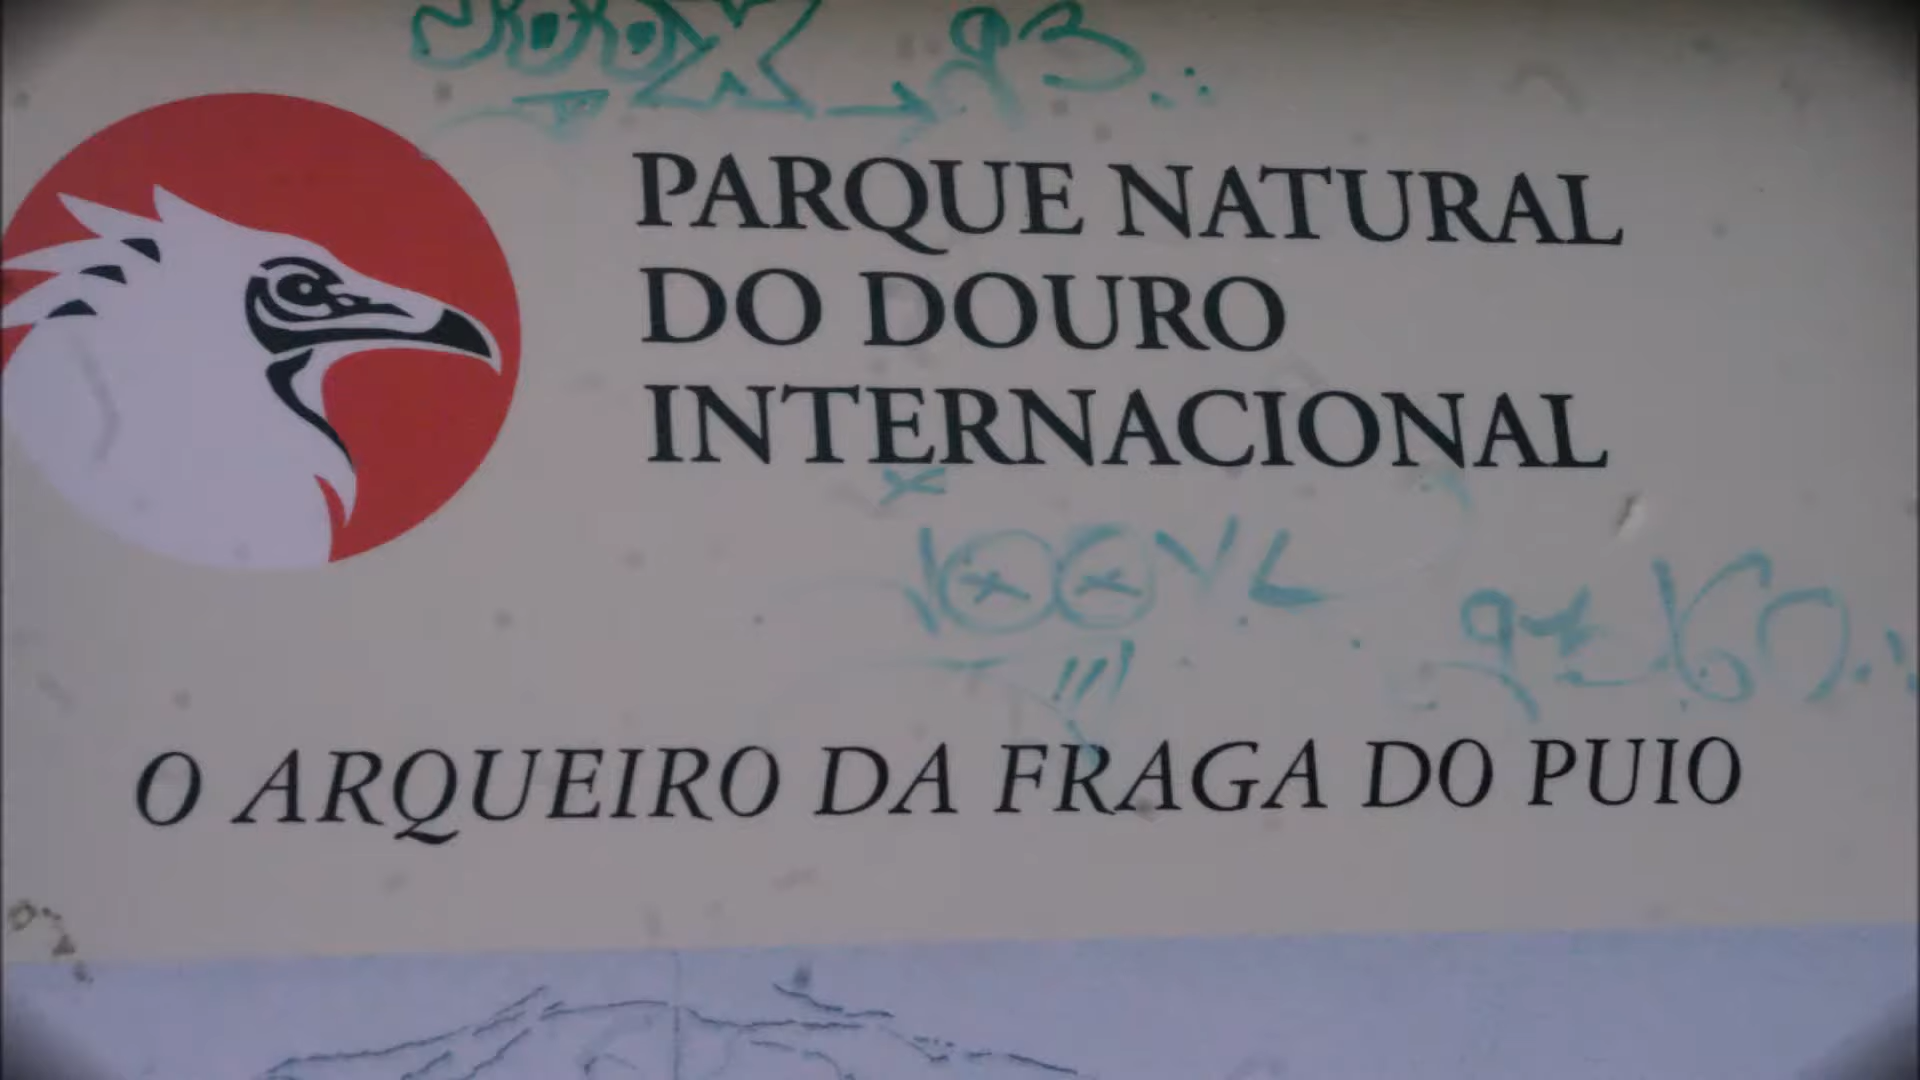 PARQUE NATURAL
DO DOURO
INTERNACIONAL
O ARQUEIRO DA FRAGA DO PUIO